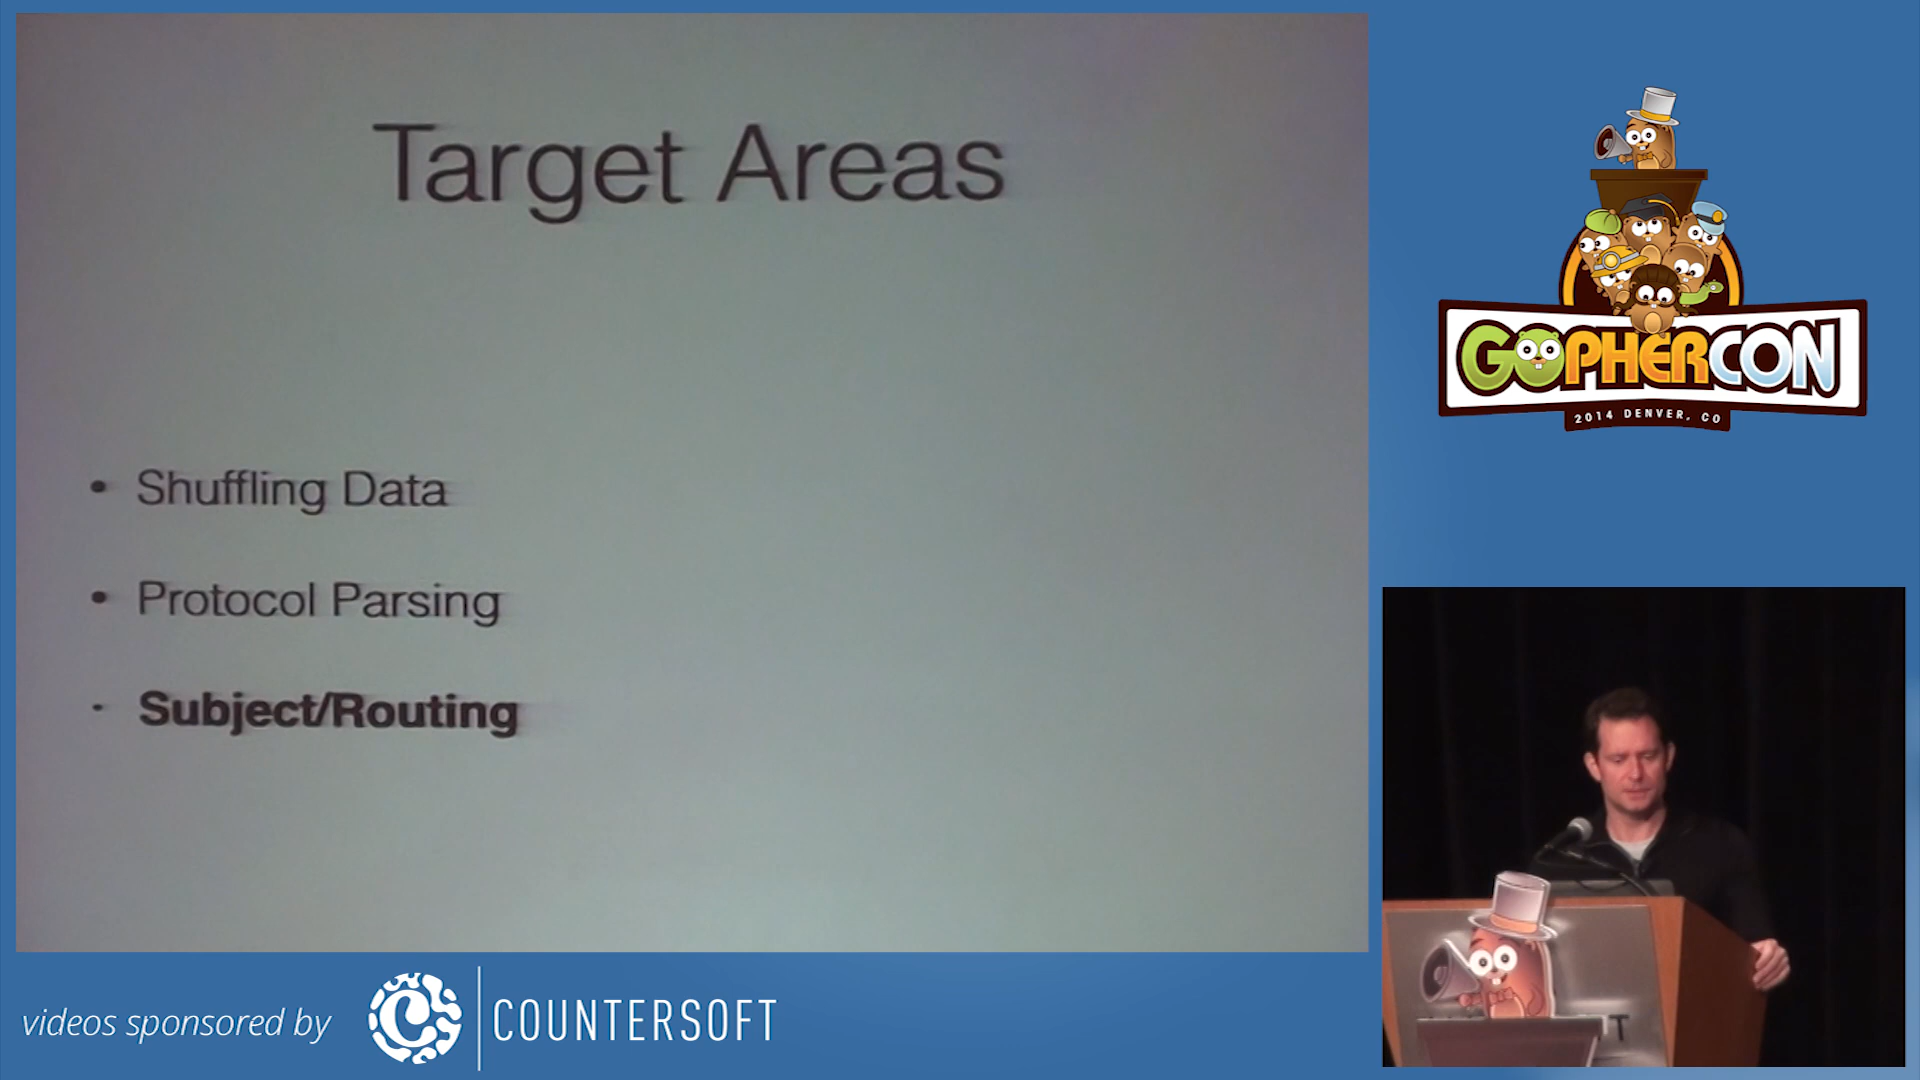 Target Areas
• Shuffling Data
• Protocol Parsing
• Subject/Routing
GOPHERCON
2014 DENVER, CO
T
videos sponsored by
COUNTERSOFT